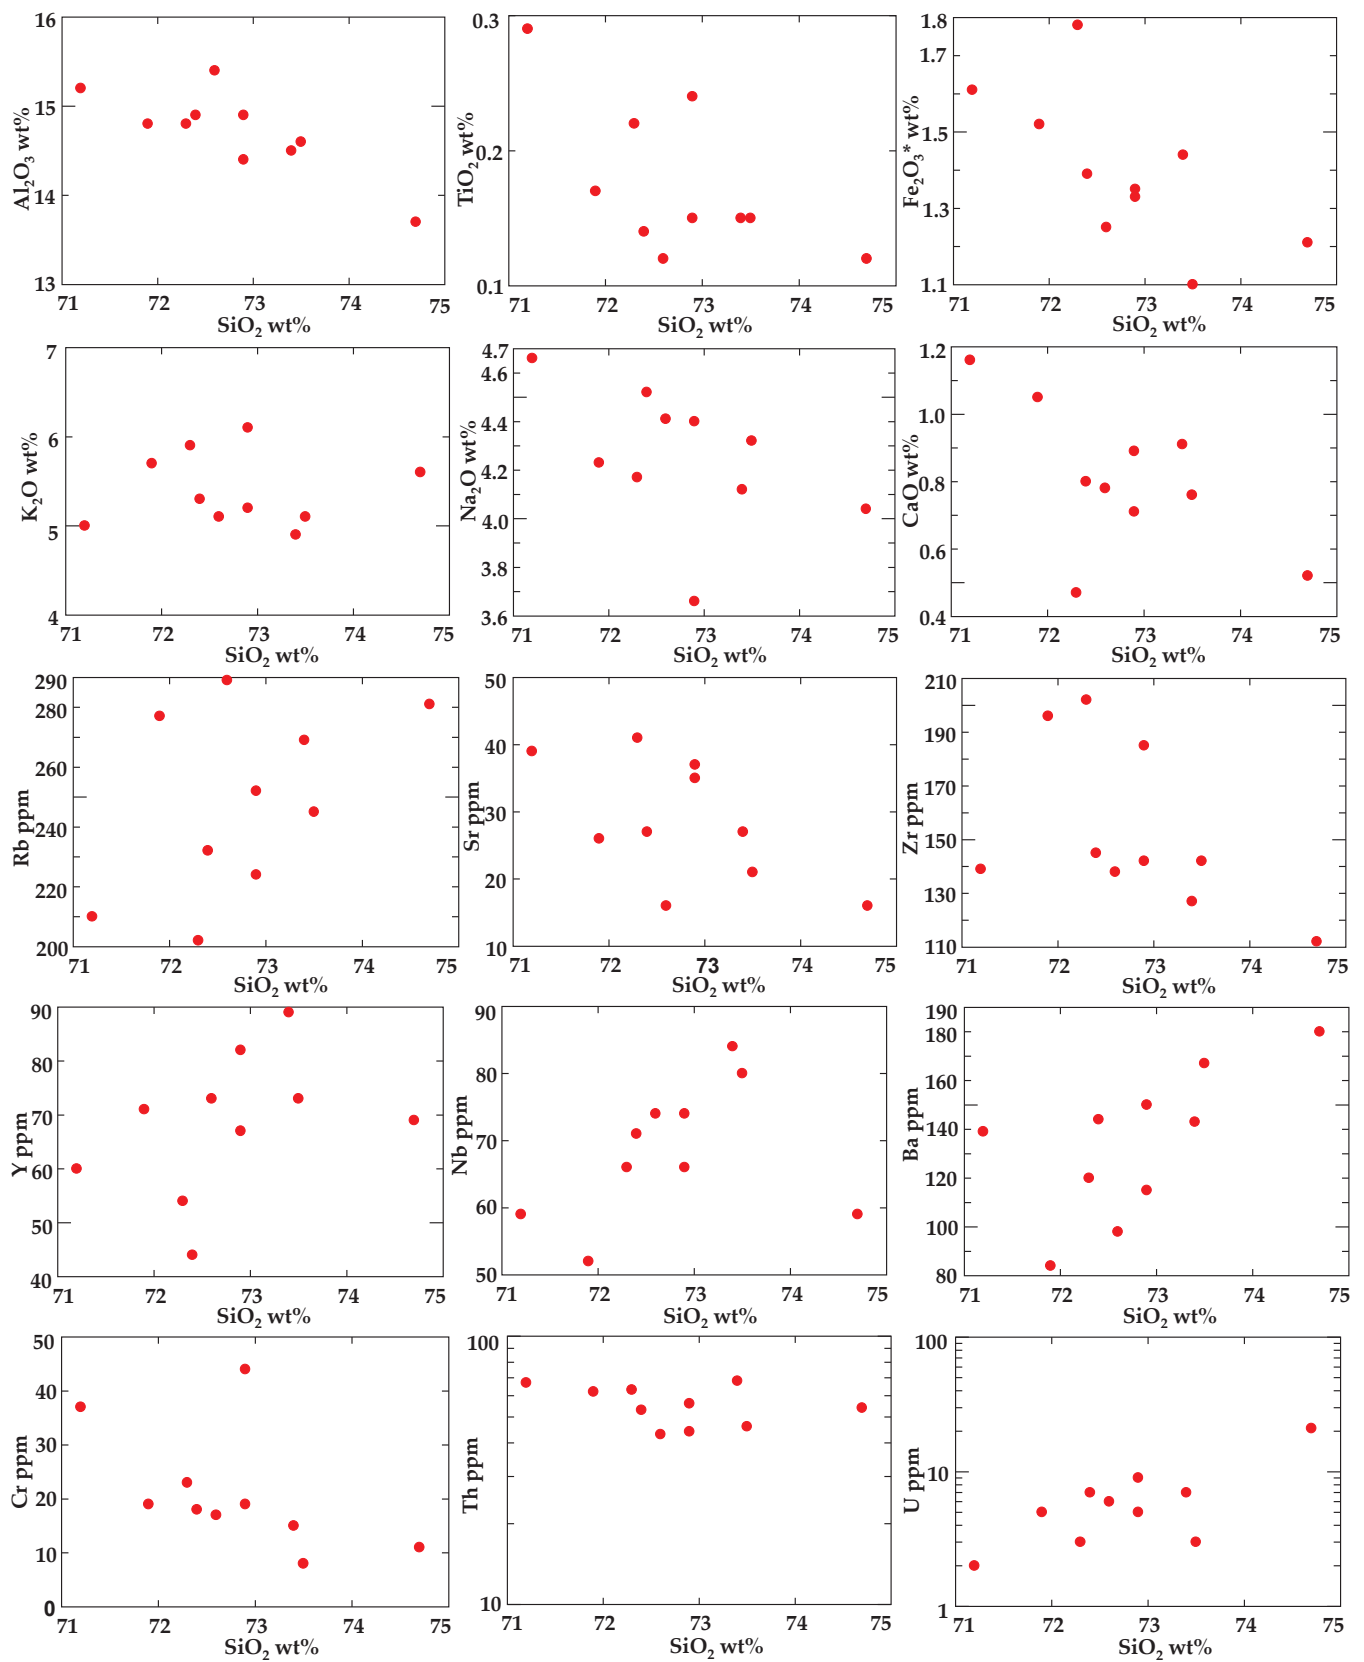 16
15
14
13
Al₂O₃ wt%
71 72 73 74 75
SiO₂ wt%
0.3
0.2
0.1
TiO₂ wt%
71 72 73 74 75
SiO₂ wt%
1.8
1.7
1.5
1.3
1.1
Fe₂O₃* wt%
71 72 73 74 75
SiO₂ wt%
7
6
5
4
K₂O wt%
71 72 73 74 75
SiO₂ wt%
4.7
4.6
4.4
4.2
4.0
3.8
3.6
Na₂O wt%
71 72 73 74 75
SiO₂ wt%
1.2
1.0
0.8
0.6
0.4
CaO wt%
71 72 73 74 75
SiO₂ wt%
290
280
260
240
220
200
Rb ppm
71 72 73 74 75
SiO₂ wt%
50
40
30
20
10
Sr ppm
71 72 73 74 75
SiO₂ wt%
210
190
170
150
130
110
Zr ppm
71 72 73 74 75
SiO₂ wt%
90
80
70
60
50
40
Y ppm
71 72 73 74 75
SiO₂ wt%
90
80
70
60
50
Nb ppm
71 72 73 74 75
SiO₂ wt%
190
180
160
140
120
100
80
Ba ppm
71 72 73 74 75
SiO₂ wt%
50
40
30
20
10
0
Cr ppm
71 72 73 74 75
SiO₂ wt%
100
10
Th ppm
71 72 73 74 75
SiO₂ wt%
100
10
1
U ppm
71 72 73 74 75
SiO₂ wt%